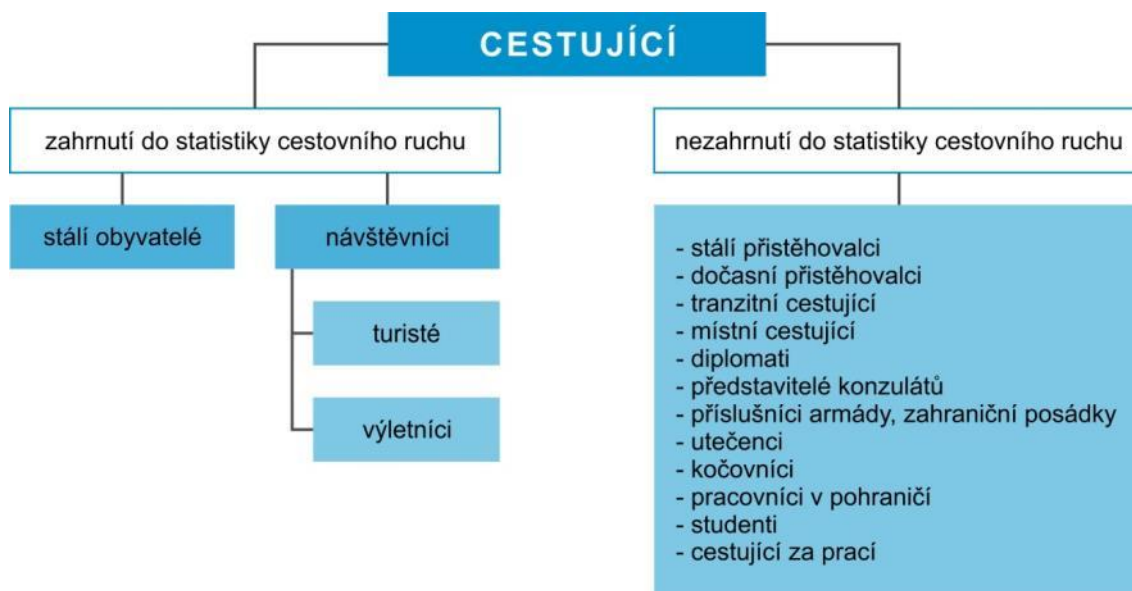 CESTUJÍCÍ
zahrnutí do statistiky cestovního ruchu
nezahrnutí do statistiky cestovního ruchu
stálí obyvatelé
návštěvníci
turisté
výletníci
- stálí přistěhovalci
- dočasní přistěhovalci
- tranzitní cestující
- místní cestující
- diplomati
- představitelé konzulátů
- příslušníci armády, zahraniční posádky
- utečenci
- kočovníci
- pracovníci v pohraničí
- studenti
- cestující za prací